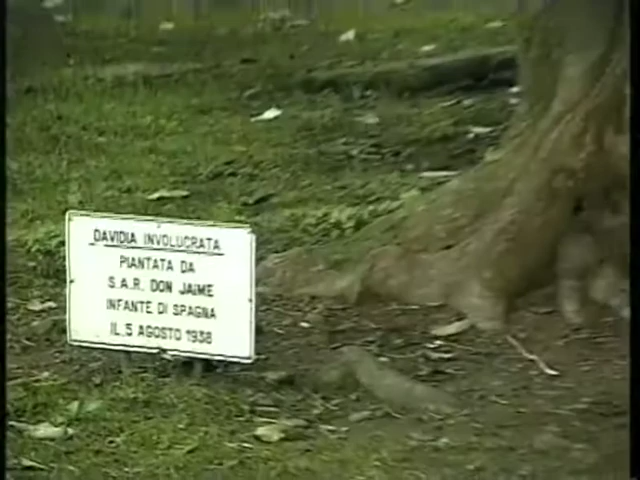 DAVIDIA INVOLUCRATA
PIANTATA DA
S.A.R. DON JAIME
INFANTE DI SPAGNA
IL 5 AGOSTO 1938